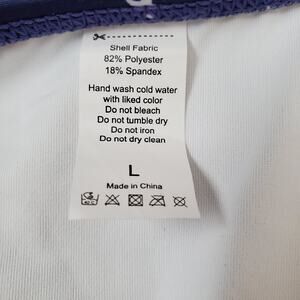 Shell Fabric
82% Polyester
18% Spandex
Hand wash cold water
with liked color
Do not bleach
Do not tumble dry
Do not iron
Do not dry clean
L
Made in China